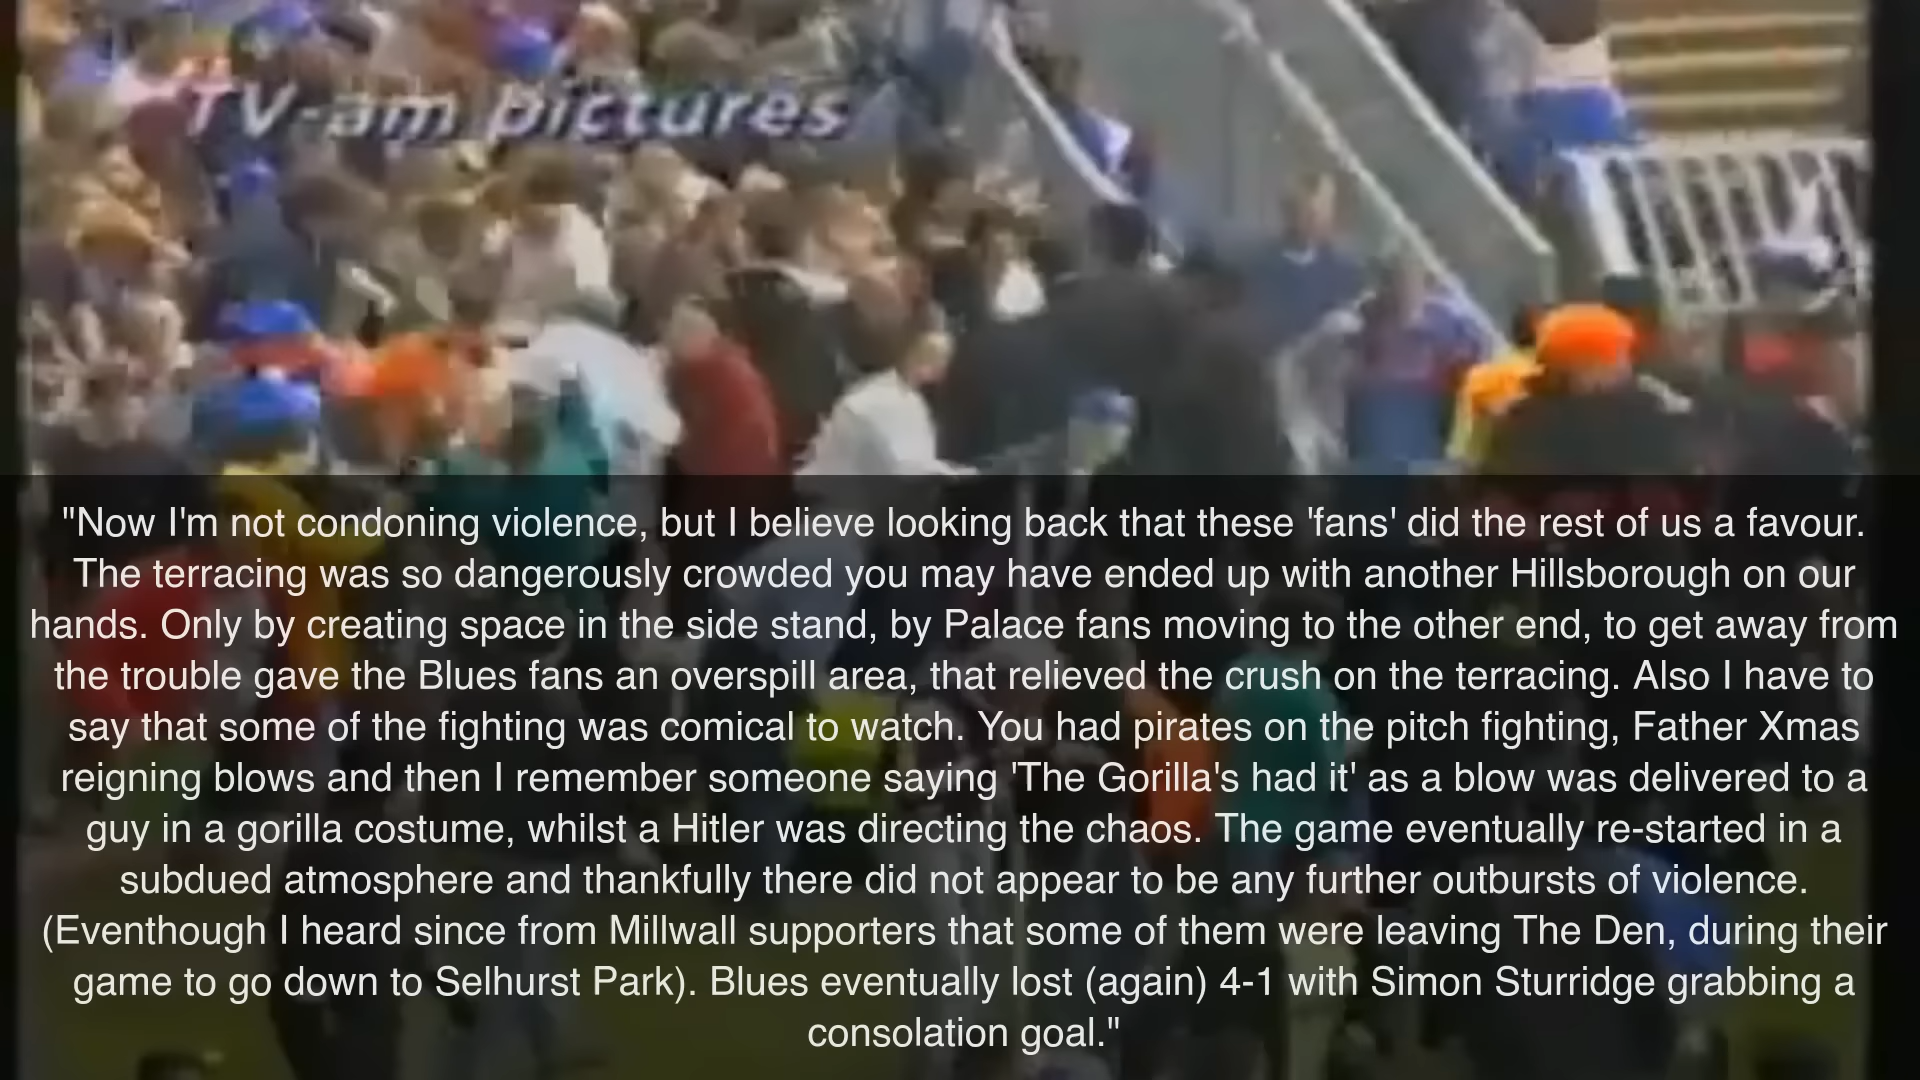 TV-am pictures
"Now I'm not condoning violence, but I believe looking back that these 'fans' did the rest of us a favour.
The terracing was so dangerously crowded you may have ended up with another Hillsborough on our
hands. Only by creating space in the side stand, by Palace fans moving to the other end, to get away from
the trouble gave the Blues fans an overspill area, that relieved the crush on the terracing. Also I have to
say that some of the fighting was comical to watch. You had pirates on the pitch fighting, Father Xmas
reigning blows and then I remember someone saying 'The Gorilla's had it' as a blow was delivered to a
guy in a gorilla costume, whilst a Hitler was directing the chaos. The game eventually re-started in a
subdued atmosphere and thankfully there did not appear to be any further outbursts of violence.
(Eventhough I heard since from Millwall supporters that some of them were leaving The Den, during their
game to go down to Selhurst Park). Blues eventually lost (again) 4-1 with Simon Sturridge grabbing a
consolation goal."